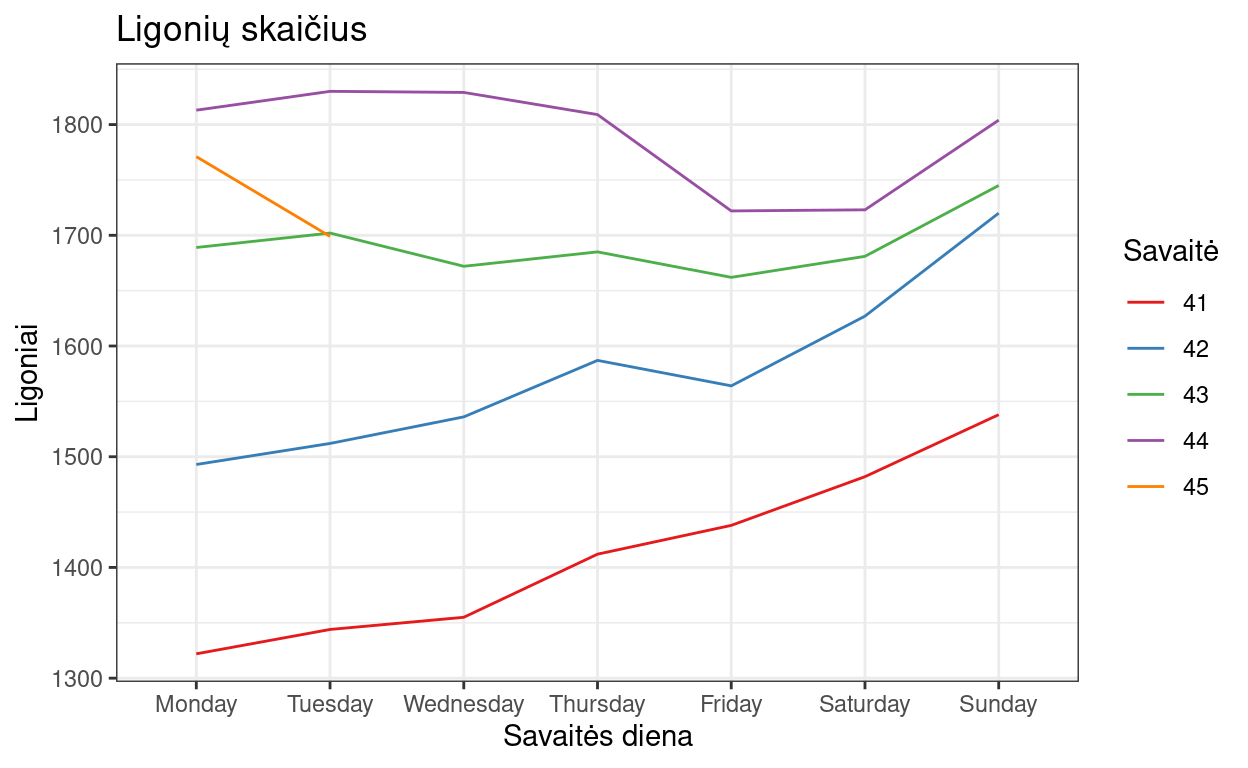 Ligonių skaičius
Ligoniai
1800
1700
1600
1500
1400
1300
Monday Tuesday Wednesday Thursday Friday Saturday Sunday
Savaitės diena
Savaitė
41
42
43
44
45